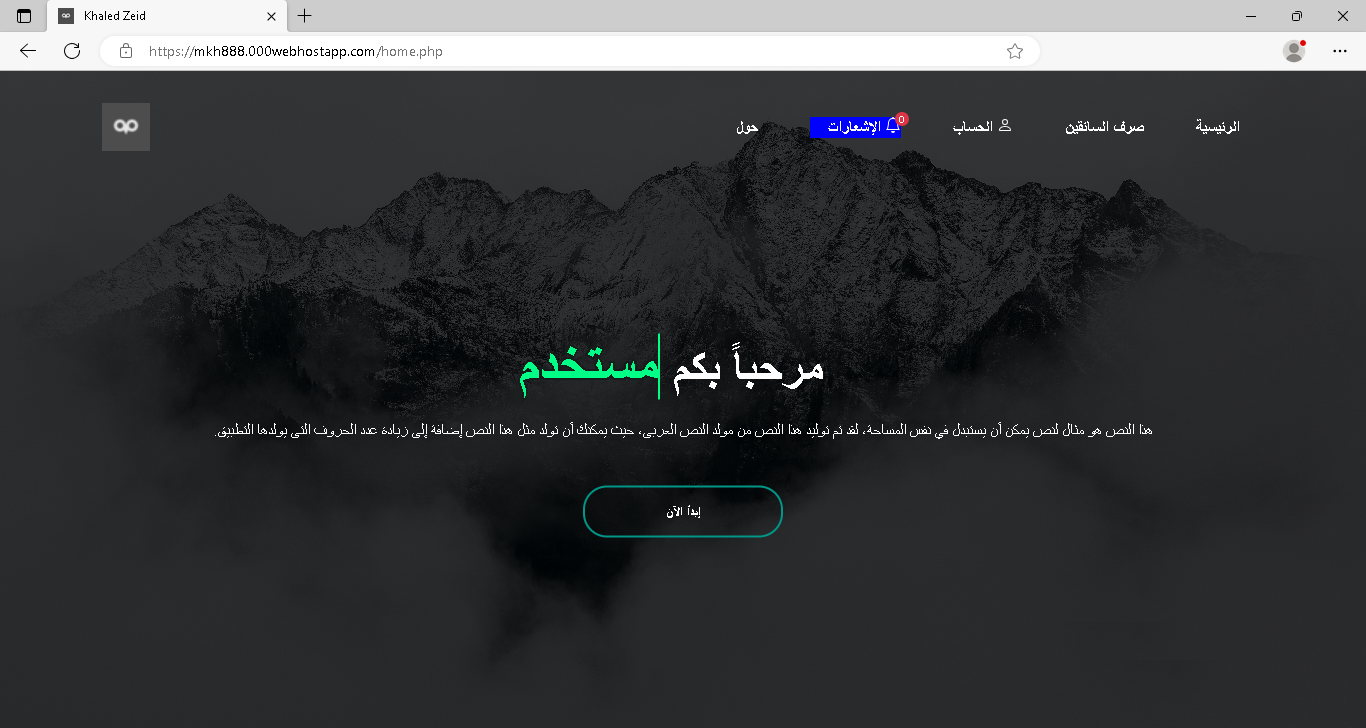 Khaled Zeid
https://mkh888.000webhostapp.com/home.php
الرئيسية صرف السائقين الحساب الإشعارات 0 حول
مرحباً بكم مستخدم
هذا النص هو مثال لنص يمكن أن يستبدل في نفس المساحة، لقد تم توليد هذا النص من مولد النص العربى، حيث يمكنك أن تولد مثل هذا النص إضافة إلى زيادة عدد الحروف التى يولدها التطبيق.
إبدأ الآن